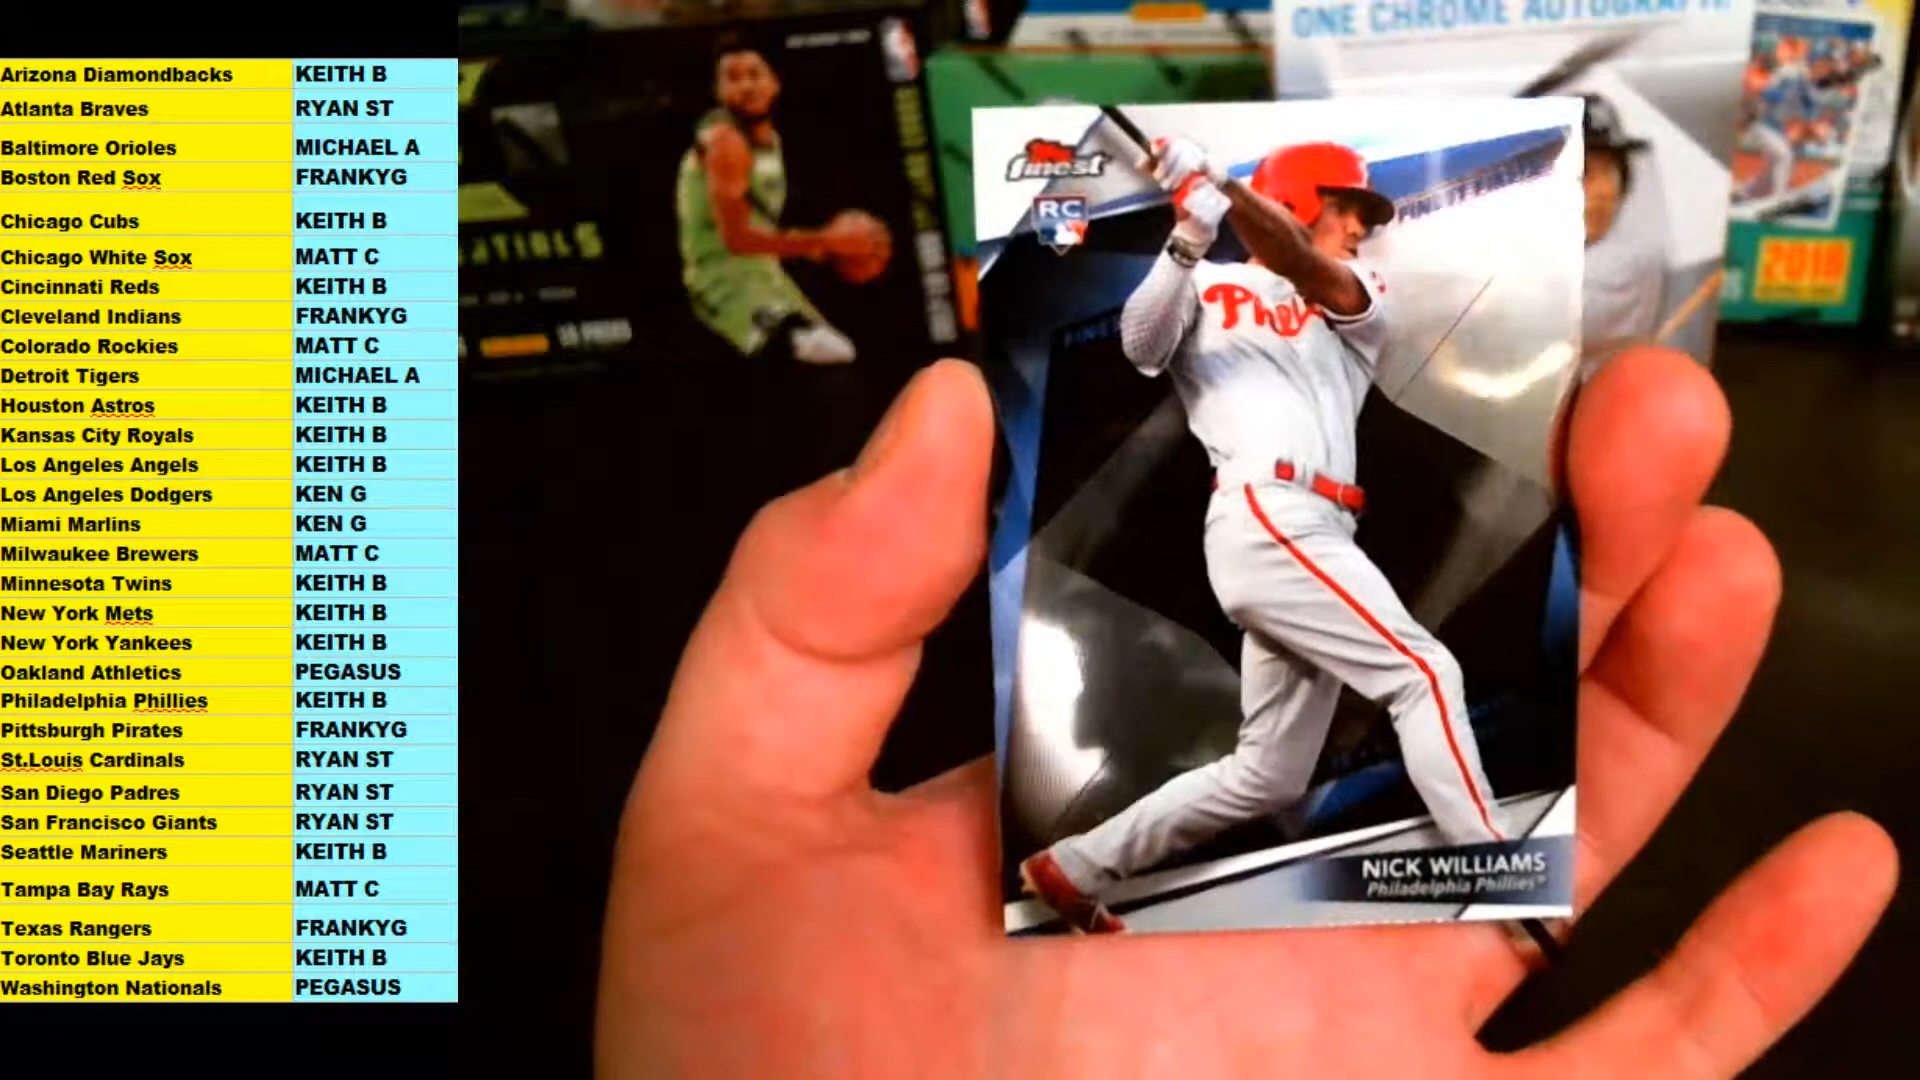 Arizona Diamondbacks KEITH B
Atlanta Braves RYAN ST
Baltimore Orioles MICHAEL A
Boston Red Sox FRANKYG
Chicago Cubs KEITH B
Chicago White Sox MATT C
Cincinnati Reds KEITH B
Cleveland Indians FRANKYG
Colorado Rockies MATT C
Detroit Tigers MICHAEL A
Houston Astros KEITH B
Kansas City Royals KEITH B
Los Angeles Angels KEITH B
Los Angeles Dodgers KEN G
Miami Marlins KEN G
Milwaukee Brewers MATT C
Minnesota Twins KEITH B
New York Mets KEITH B
New York Yankees KEITH B
Oakland Athletics PEGASUS
Philadelphia Phillies KEITH B
Pittsburgh Pirates FRANKYG
St.Louis Cardinals RYAN ST
San Diego Padres RYAN ST
San Francisco Giants RYAN ST
Seattle Mariners KEITH B
Tampa Bay Rays MATT C
Texas Rangers FRANKYG
Toronto Blue Jays KEITH B
Washington Nationals PEGASUS
ONE CHROME AUTOGRAPH
2018
Topps
finest
RC
NICK WILLIAMS
Philadelphia Phillies